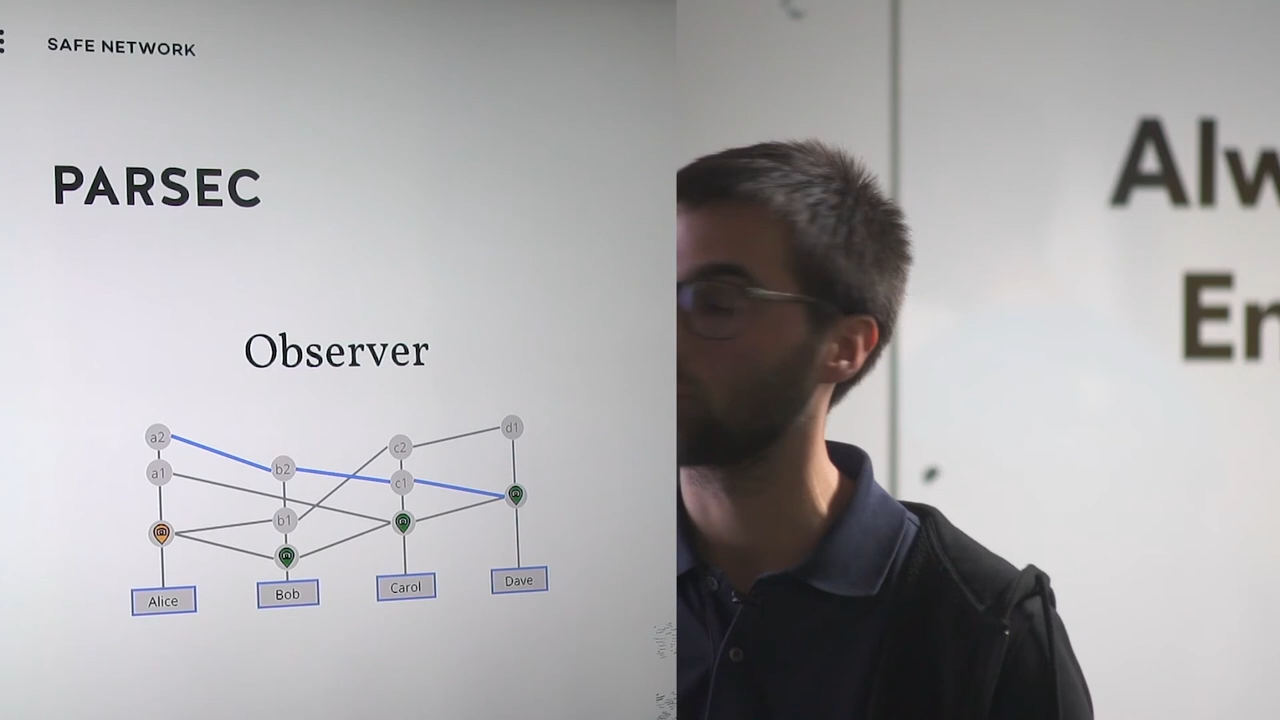 SAFE NETWORK
PARSEC
Observer
a2
b2
c2
d1
a1
c1
b1
Alice
Bob
Carol
Dave
Alw
En